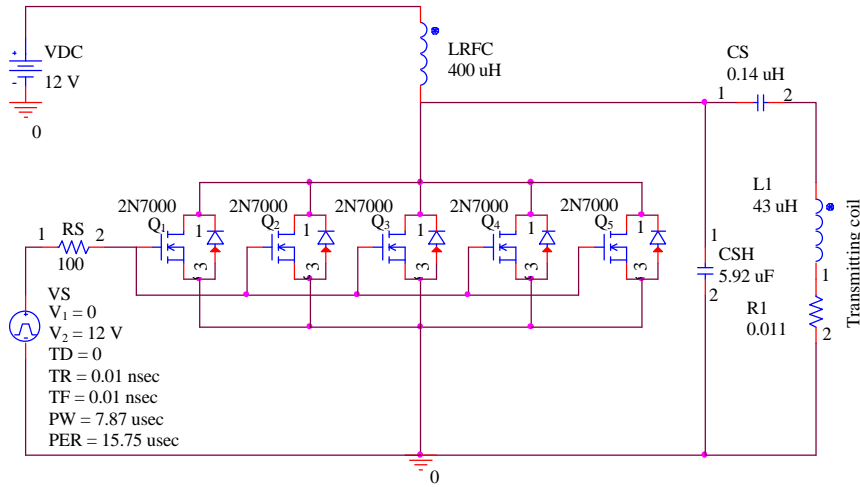 VDC
12 V
0
LRFC
400 uH
CS
0.14 uH
1
2
L1
43 uH
1
R1
0.011
2
Transmitting coil
1
CSH
5.92 uF
2
2N7000
Q1
1
3
2N7000
Q2
1
3
2N7000
Q3
1
3
2N7000
Q4
1
3
2N7000
Q5
1
3
1
RS
2
100
VS
V1 = 0
V2 = 12 V
TD = 0
TR = 0.01 nsec
TF = 0.01 nsec
PW = 7.87 usec
PER = 15.75 usec
0